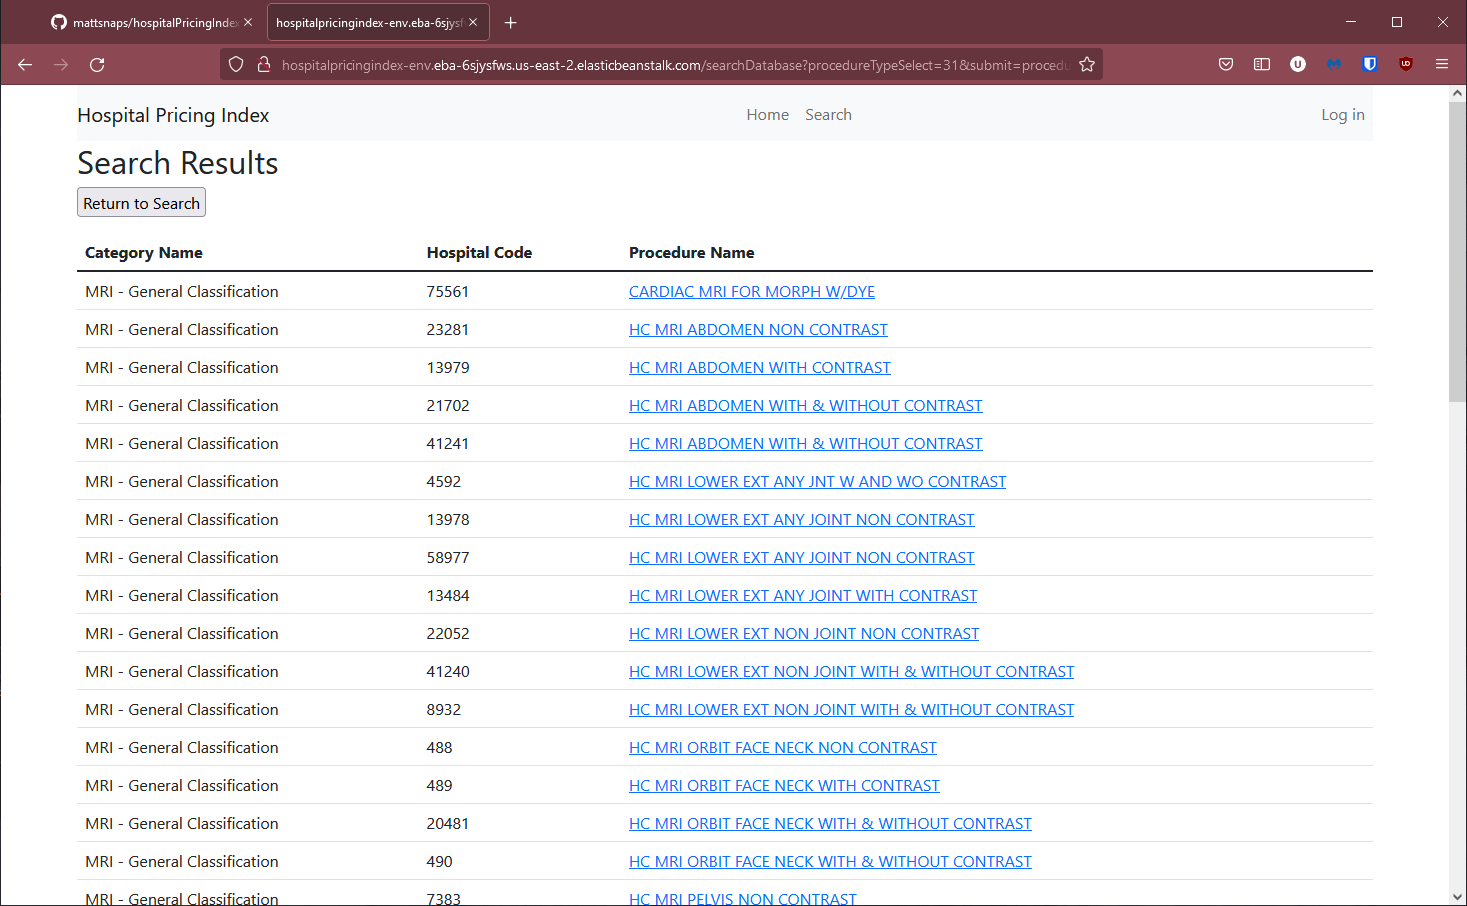 mattsnaps/hospitalPricingIndex
hospitalpricingindex-env.eba-6sjysf
hospitalpricingindex-env.eba-6sjysfws.us-east-2.elasticbeanstalk.com/searchDatabase?procedureTypeSelect=31&submit=procedu
Hospital Pricing Index Home Search Log in
Search Results
Return to Search
Category Name Hospital Code Procedure Name
MRI - General Classification 75561 CARDIAC MRI FOR MORPH W/DYE
MRI - General Classification 23281 HC MRI ABDOMEN NON CONTRAST
MRI - General Classification 13979 HC MRI ABDOMEN WITH CONTRAST
MRI - General Classification 21702 HC MRI ABDOMEN WITH & WITHOUT CONTRAST
MRI - General Classification 41241 HC MRI ABDOMEN WITH & WITHOUT CONTRAST
MRI - General Classification 4592 HC MRI LOWER EXT ANY JNT W AND WO CONTRAST
MRI - General Classification 13978 HC MRI LOWER EXT ANY JOINT NON CONTRAST
MRI - General Classification 58977 HC MRI LOWER EXT ANY JOINT NON CONTRAST
MRI - General Classification 13484 HC MRI LOWER EXT ANY JOINT WITH CONTRAST
MRI - General Classification 22052 HC MRI LOWER EXT NON JOINT NON CONTRAST
MRI - General Classification 41240 HC MRI LOWER EXT NON JOINT WITH & WITHOUT CONTRAST
MRI - General Classification 8932 HC MRI LOWER EXT NON JOINT WITH & WITHOUT CONTRAST
MRI - General Classification 488 HC MRI ORBIT FACE NECK NON CONTRAST
MRI - General Classification 489 HC MRI ORBIT FACE NECK WITH CONTRAST
MRI - General Classification 20481 HC MRI ORBIT FACE NECK WITH & WITHOUT CONTRAST
MRI - General Classification 490 HC MRI ORBIT FACE NECK WITH & WITHOUT CONTRAST
MRI - General Classification 7383 HC MRI PELVIS NON CONTRAST